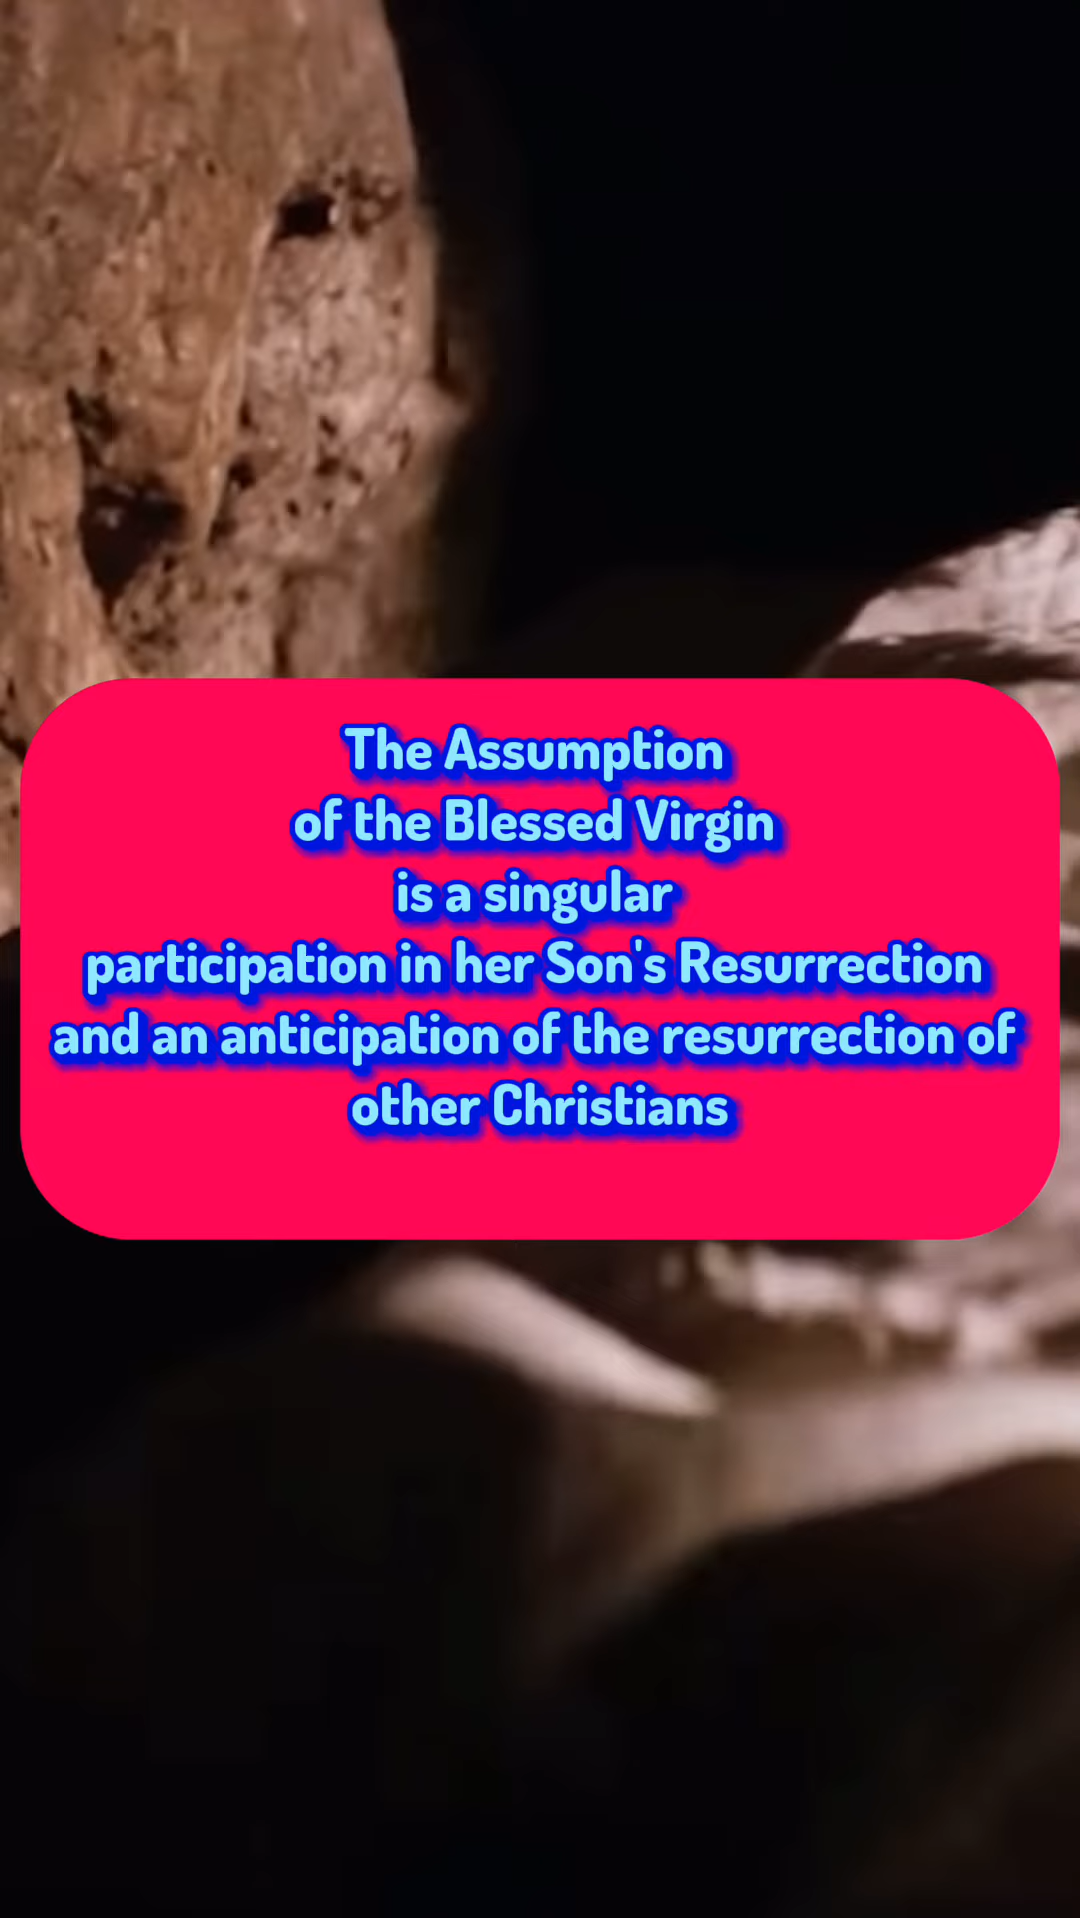 The Assumption
of the Blessed Virgin
is a singular
participation in her Son's Resurrection
and an anticipation of the resurrection of
other Christians